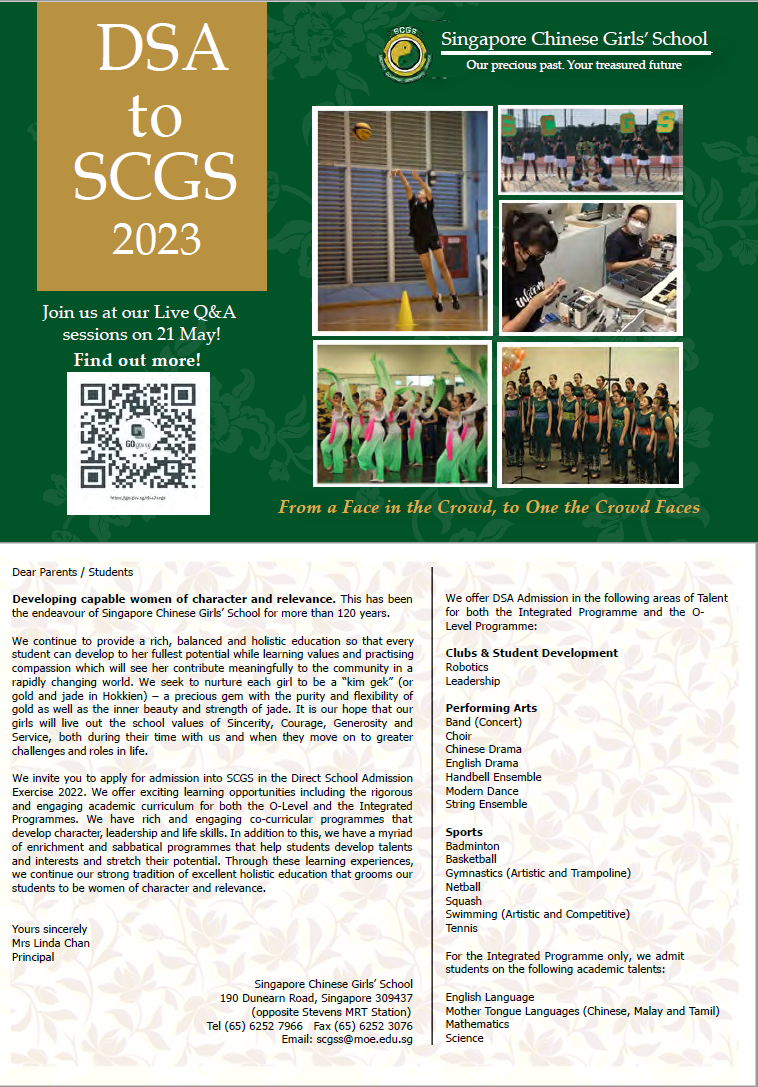 DSA
to
SCGS
2023
SCGS
Singapore Chinese Girls' School
Our precious past. Your treasured future
S C G S
Join us at our Live Q&A
sessions on 21 May!
Find out more!
GO.gov.sg
From a Face in the Crowd, to One the Crowd Faces
Dear Parents / Students
Developing capable women of character and relevance. This has been
the endeavour of Singapore Chinese Girls' School for more than 120 years.
We continue to provide a rich, balanced and holistic education so that every
student can develop to her fullest potential while learning values and practising
compassion which will see her contribute meaningfully to the community in a
rapidly changing world. We seek to nurture each girl to be a "kim gek" (or
gold and jade in Hokkien) – a precious gem with the purity and flexibility of
gold as well as the inner beauty and strength of jade. It is our hope that our
girls will live out the school values of Sincerity, Courage, Generosity and
Service, both during their time with us and when they move on to greater
challenges and roles in life.
We invite you to apply for admission into SCGS in the Direct School Admission
Exercise 2022. We offer exciting learning opportunities including the rigorous
and engaging academic curriculum for both the O-Level and the Integrated
Programmes. We have rich and engaging co-curricular programmes that
develop character, leadership and life skills. In addition to this, we have a myriad
of enrichment and sabbatical programmes that help students develop talents
and interests and stretch their potential. Through these learning experiences,
we continue our strong tradition of excellent holistic education that grooms our
students to be women of character and relevance.
Yours sincerely
Mrs Linda Chan
Principal
Singapore Chinese Girls' School
190 Dunearn Road, Singapore 309437
(opposite Stevens MRT Station)
Tel (65) 6252 7966 Fax (65) 6252 3076
Email: scgss@moe.edu.sg
We offer DSA Admission in the following areas of Talent
for both the Integrated Programme and the O-
Level Programme:
Clubs & Student Development
Robotics
Leadership
Performing Arts
Band (Concert)
Choir
Chinese Drama
English Drama
Handbell Ensemble
Modern Dance
String Ensemble
Sports
Badminton
Basketball
Gymnastics (Artistic and Trampoline)
Netball
Squash
Swimming (Artistic and Competitive)
Tennis
For the Integrated Programme only, we admit
students on the following academic talents:
English Language
Mother Tongue Languages (Chinese, Malay and Tamil)
Mathematics
Science